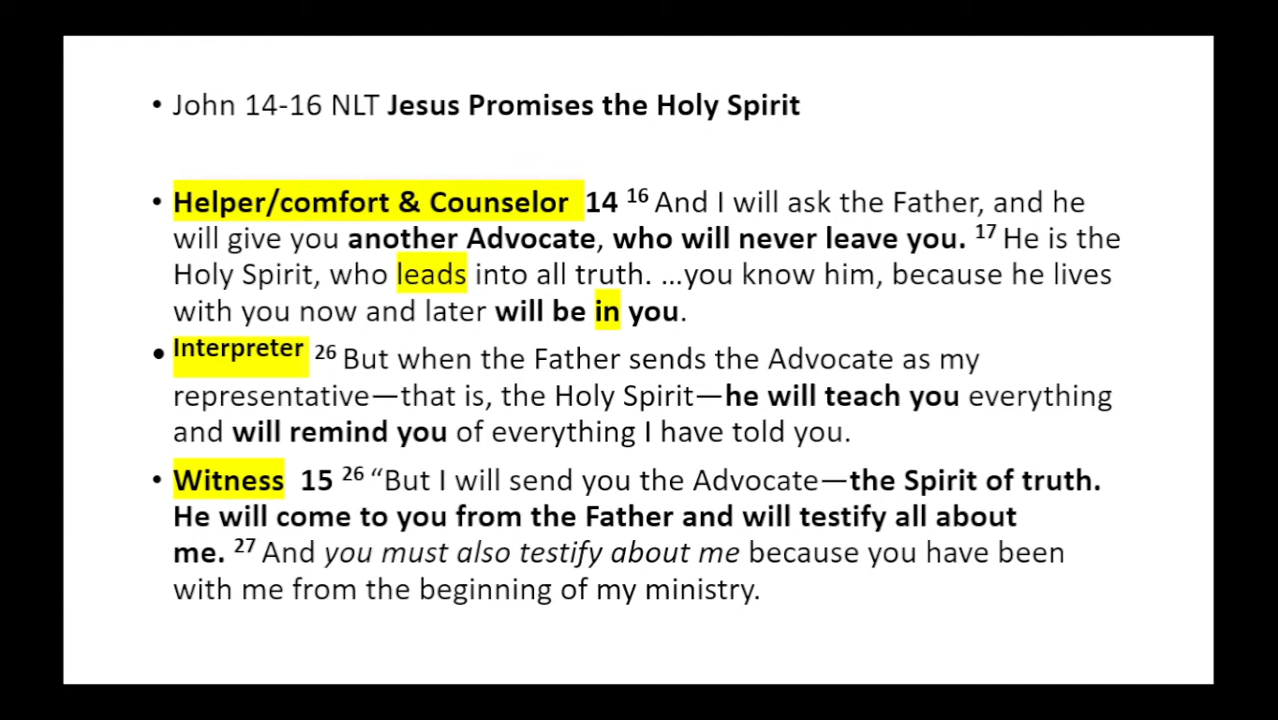 • John 14-16 NLT Jesus Promises the Holy Spirit
• Helper/comfort & Counselor 14 16 And I will ask the Father, and he
will give you another Advocate, who will never leave you. 17 He is the
Holy Spirit, who leads into all truth. …you know him, because he lives
with you now and later will be in you.
• Interpreter 26 But when the Father sends the Advocate as my
representative—that is, the Holy Spirit—he will teach you everything
and will remind you of everything I have told you.
• Witness 15 26 “But I will send you the Advocate—the Spirit of truth.
He will come to you from the Father and will testify all about
me. 27 And you must also testify about me because you have been
with me from the beginning of my ministry.